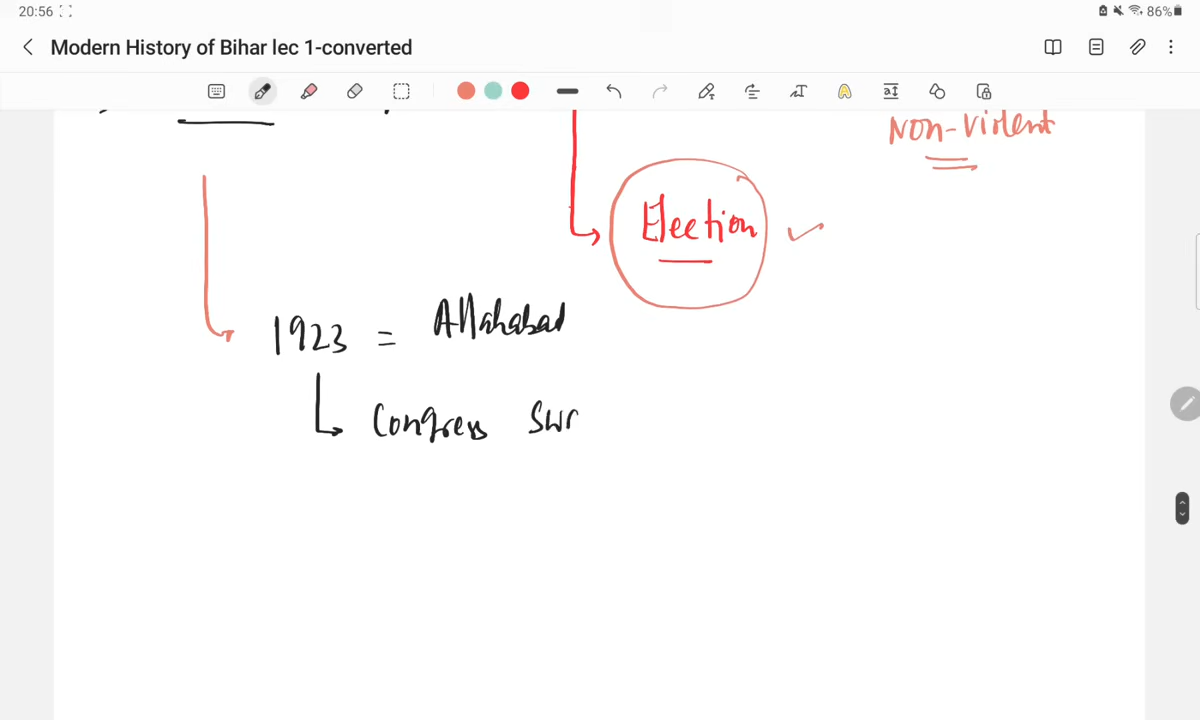 20:56 86%
Modern History of Bihar lec 1-converted
Non-Violent
Election
1923 = Allahabad
Congress Swr